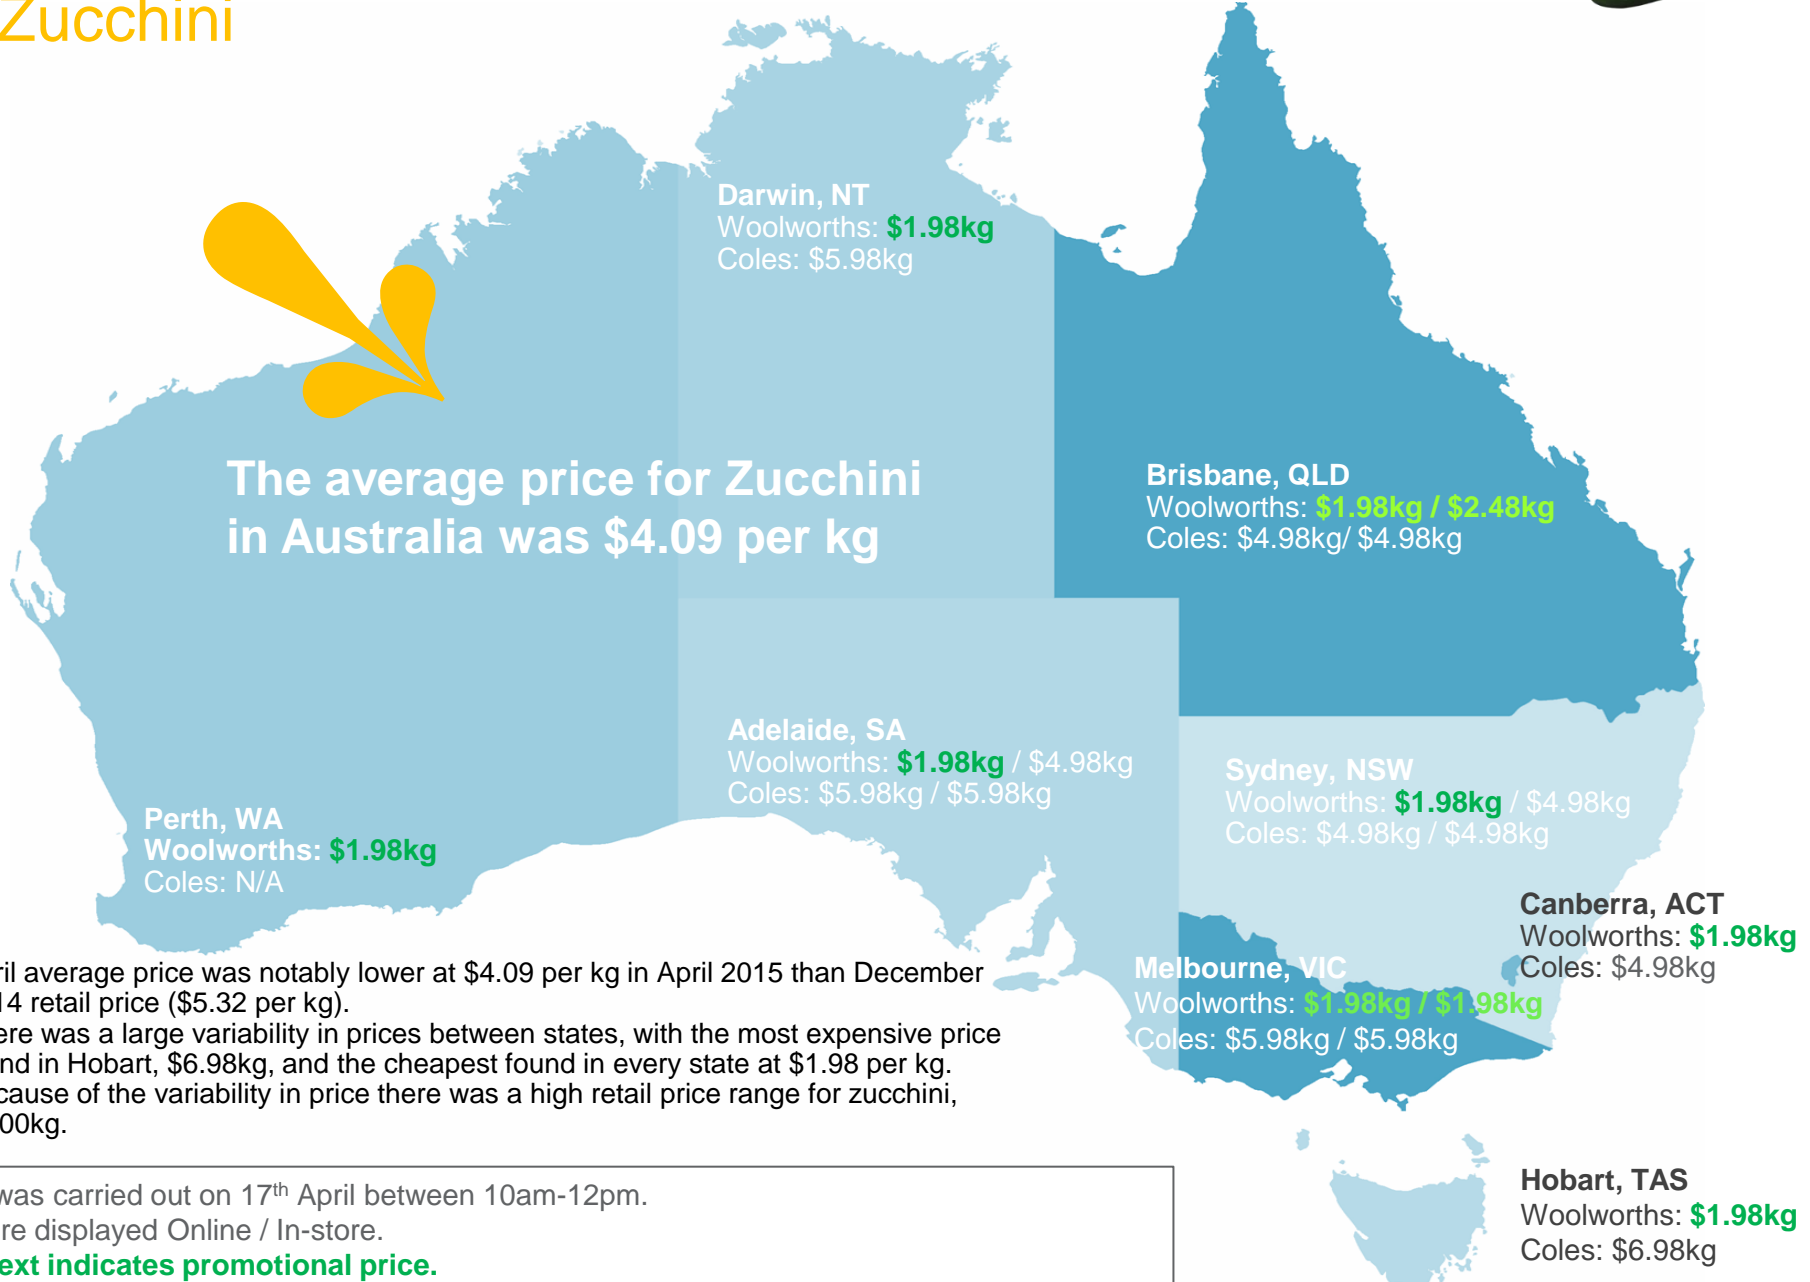 Zucchini
Darwin, NT
Woolworths: $1.98kg
Coles: $5.98kg
The average price for Zucchini
in Australia was $4.09 per kg
Brisbane, QLD
Woolworths: $1.98kg / $2.48kg
Coles: $4.98kg/ $4.98kg
Adelaide, SA
Woolworths: $1.98kg / $4.98kg
Coles: $5.98kg / $5.98kg
Sydney, NSW
Woolworths: $1.98kg / $4.98kg
Coles: $4.98kg / $4.98kg
Perth, WA
Woolworths: $1.98kg
Coles: N/A
Canberra, ACT
Woolworths: $1.98kg
Coles: $4.98kg
Melbourne, VIC
Woolworths: $1.98kg / $1.98kg
Coles: $5.98kg / $5.98kg
ril average price was notably lower at $4.09 per kg in April 2015 than December
14 retail price ($5.32 per kg).
ere was a large variability in prices between states, with the most expensive price
nd in Hobart, $6.98kg, and the cheapest found in every state at $1.98 per kg.
cause of the variability in price there was a high retail price range for zucchini,
00kg.
was carried out on 17th April between 10am-12pm.
re displayed Online / In-store.
ext indicates promotional price.
Hobart, TAS
Woolworths: $1.98kg
Coles: $6.98kg